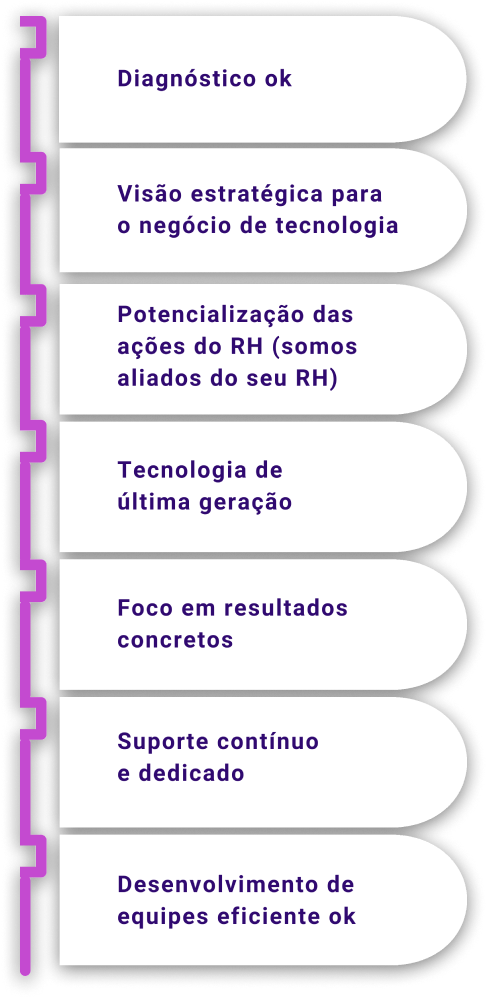 Diagnóstico ok
Visão estratégica para
o negócio de tecnologia
Potencialização das
ações do RH (somos
aliados do seu RH)
Tecnologia de
última geração
Foco em resultados
concretos
Suporte contínuo
e dedicado
Desenvolvimento de
equipes eficiente ok